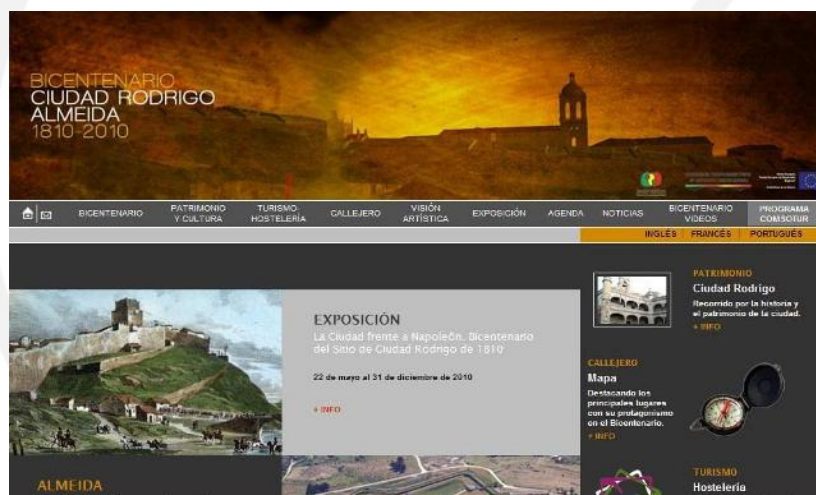 BICENTENARIO
CIUDAD RODRIGO
ALMEIDA
1810-2010
BICENTENARIO
PATRIMONIO
Y CULTURA
TURISMO-
HOSTELERÍA
CALLEJERO
VISIÓN
ARTÍSTICA
EXPOSICIÓN
AGENDA
NOTICIAS
BICENTENARIO
VIDEOS
PROGRAMA
COMSOTUR
INGLÉS
FRANCÉS
PORTUGUÉS
EXPOSICIÓN
La Ciudad frente a Napoleón. Bicentenario
del Sitio de Ciudad Rodrigo de 1810
22 de mayo al 31 de diciembre de 2010
+ INFO
PATRIMONIO
Ciudad Rodrigo
Recorrido por la historia y
el patrimonio de la ciudad.
+ INFO
CALLEJERO
Mapa
Destacando los
principales lugares
con su protagonismo
en el Bicentenario.
+ INFO
TURISMO
Hostelería
ALMEIDA